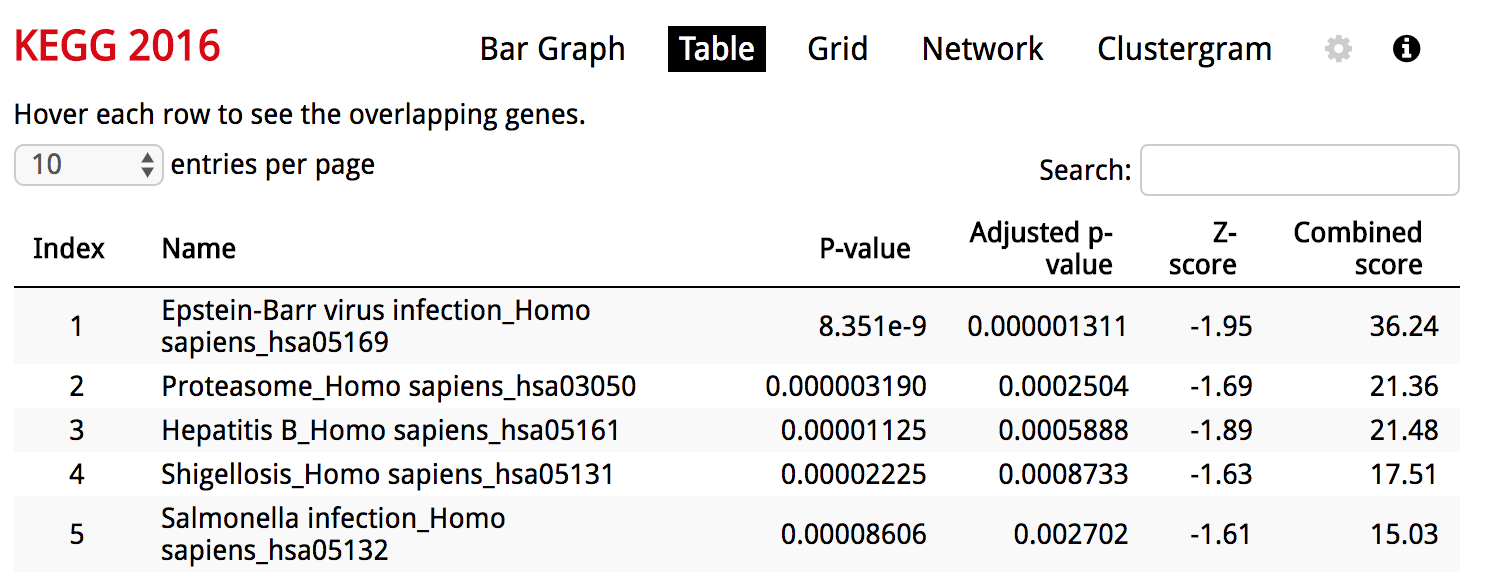 KEGG 2016 Bar Graph Table Grid Network Clustergram
Hover each row to see the overlapping genes.
10 entries per page
Search:
Index Name P-value Adjusted p-value Z-score Combined score
1 Epstein-Barr virus infection_Homo sapiens_hsa05169 8.351e-9 0.000001311 -1.95 36.24
2 Proteasome_Homo sapiens_hsa03050 0.000003190 0.0002504 -1.69 21.36
3 Hepatitis B_Homo sapiens_hsa05161 0.00001125 0.0005888 -1.89 21.48
4 Shigellosis_Homo sapiens_hsa05131 0.00002225 0.0008733 -1.63 17.51
5 Salmonella infection_Homo sapiens_hsa05132 0.00008606 0.002702 -1.61 15.03